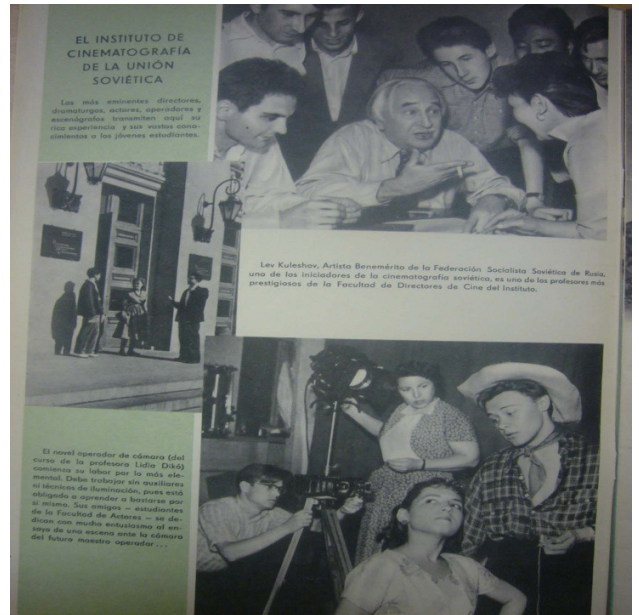 EL INSTITUTO DE
CINEMATOGRAFÍA
DE LA UNIÓN
SOVIÉTICA
Los más eminentes directores,
dramaturgos, actores, operadores y
escenógrafos transmiten aquí su
rica experiencia y sus vastos cono-
cimientos a los jóvenes estudiantes.
Lev Kuleshov, Artista Benemérito de la Federación Socialista Soviética de Rusia,
uno de los iniciadores de la cinematografía soviética, es uno de los profesores más
prestigiosos de la Facultad de Directores de Cine del Instituto.
El novel operador de cámara (del
curso de la profesora Lidia Dikó)
comienza su labor por lo más ele-
mental. Debe trabajar sin auxiliares
ni técnicos de iluminación, pues está
obligado a aprender a bastarse por
sí mismo. Sus amigos — estudiantes
de la Facultad de Actores — se de-
dican con mucho entusiasmo al en-
sayo de una escena ante la cámara
del futuro maestro operador...